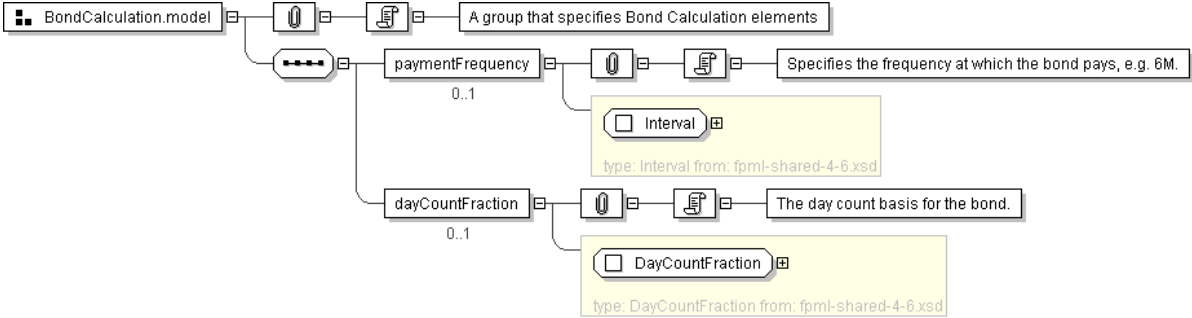 BondCalculation.model
A group that specifies Bond Calculation elements
paymentFrequency
Specifies the frequency at which the bond pays, e.g. 6M.
0..1
Interval
type: Interval from: fpml-shared-4-6.xsd
dayCountFraction
The day count basis for the bond.
0..1
DayCountFraction
type: DayCountFraction from: fpml-shared-4-6.xsd